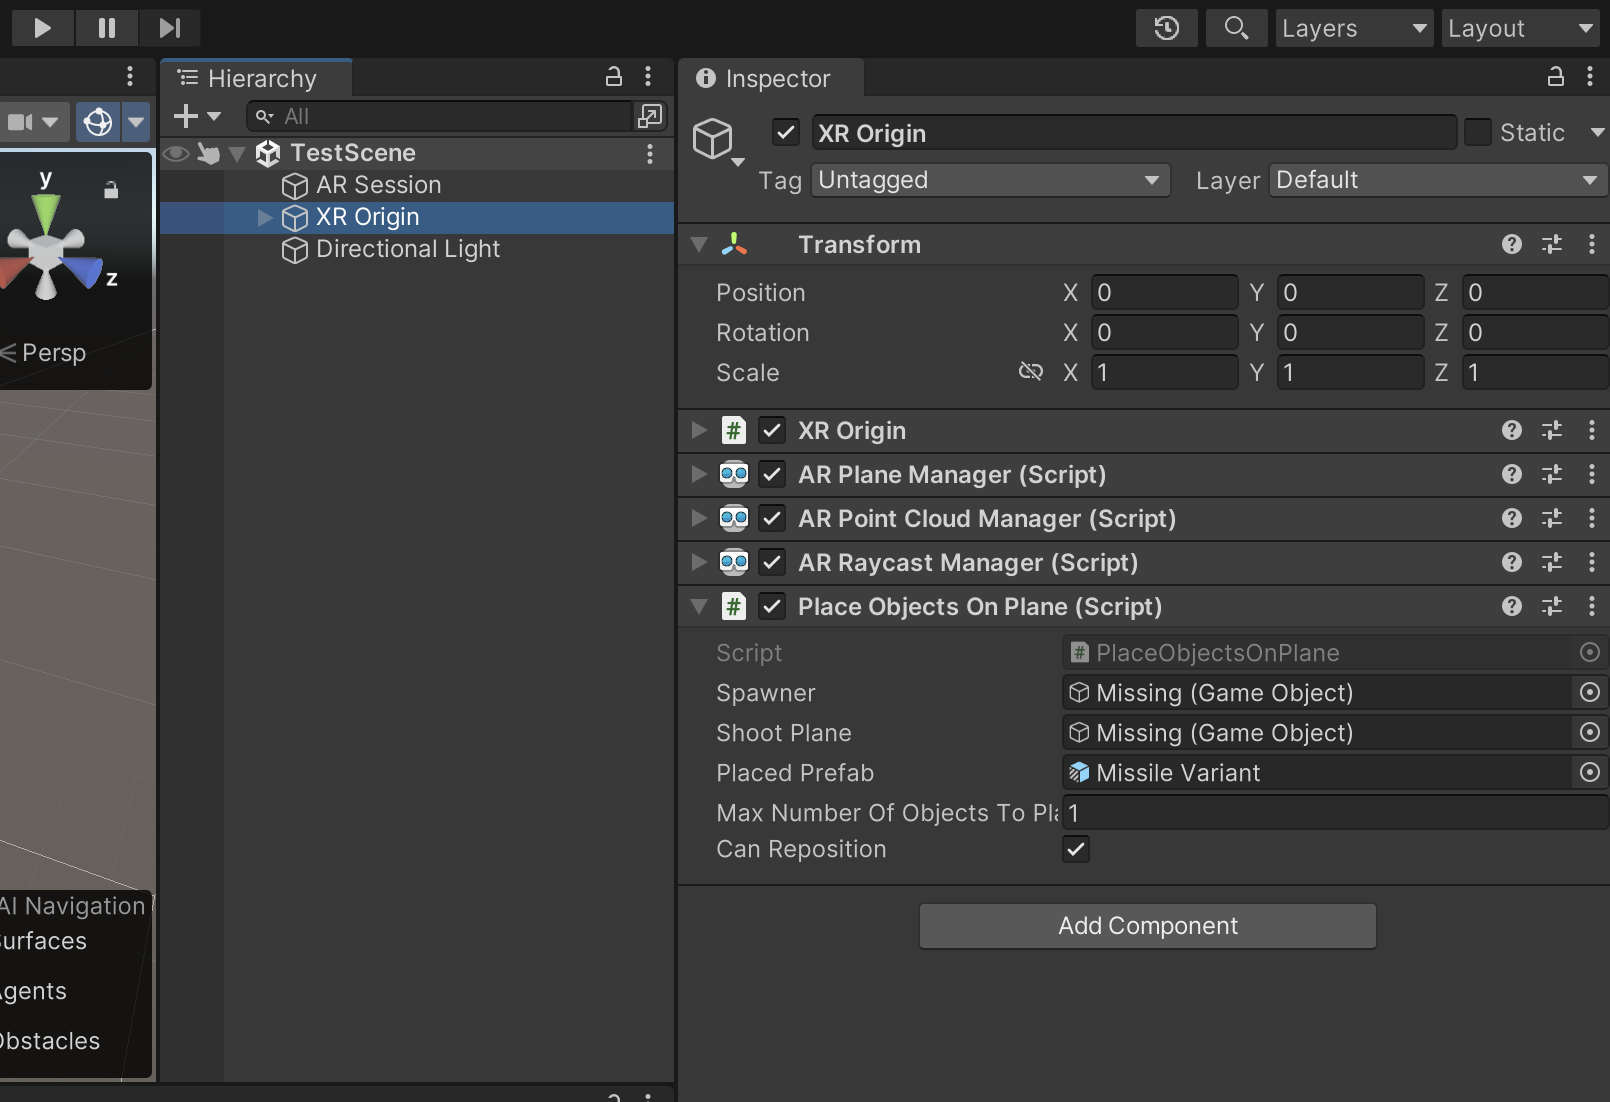 Layers
Layout
Hierarchy
All
TestScene
AR Session
XR Origin
Directional Light
y
z
Persp
AI Navigation
Surfaces
Agents
Obstacles
Inspector
XR Origin
Static
Tag Untagged Layer Default
Transform
Position X 0 Y 0 Z 0
Rotation X 0 Y 0 Z 0
Scale X 1 Y 1 Z 1
# XR Origin
AR Plane Manager (Script)
AR Point Cloud Manager (Script)
AR Raycast Manager (Script)
# Place Objects On Plane (Script)
Script # PlaceObjectsOnPlane
Spawner Missing (Game Object)
Shoot Plane Missing (Game Object)
Placed Prefab Missile Variant
Max Number Of Objects To Pla 1
Can Reposition
Add Component